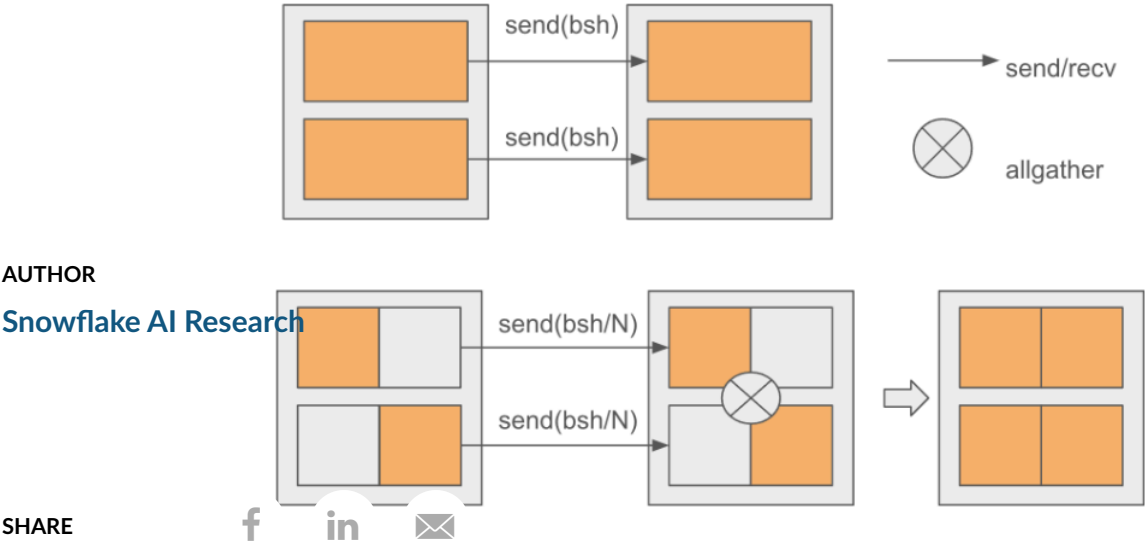 send(bsh)
send/recv
send(bsh)
allgather
AUTHOR
Snowflake AI Research
send(bsh/N)
send(bsh/N)
SHARE
f
in